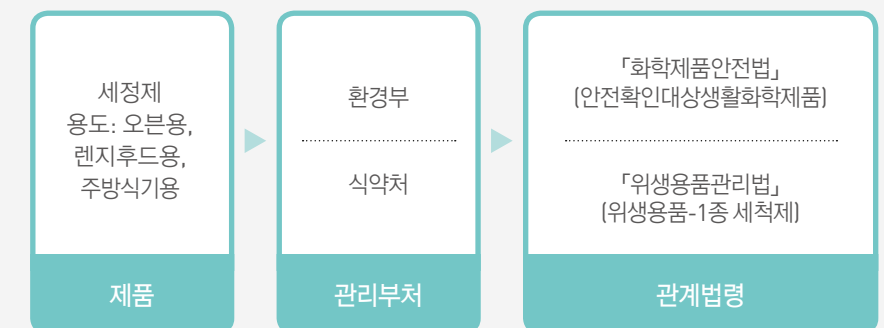 세정제
용도: 오븐용,
렌지후드용,
주방식기용
제품
환경부
식약처
관리부처
「화학제품안전법」
(안전확인대상생활화학제품)
「위생용품관리법」
(위생용품-1종 세척제)
관계법령